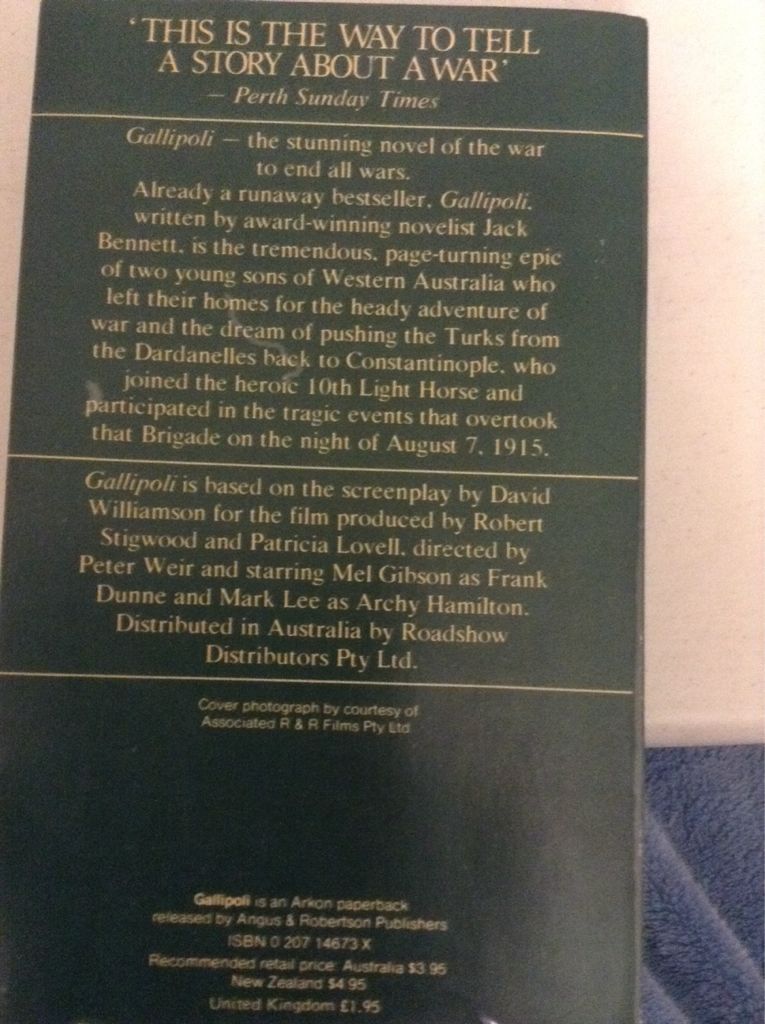 ‘THIS IS THE WAY TO TELL
A STORY ABOUT A WAR’
— Perth Sunday Times
Gallipoli — the stunning novel of the war
to end all wars.
Already a runaway bestseller, Gallipoli,
written by award-winning novelist Jack
Bennett, is the tremendous, page-turning epic
of two young sons of Western Australia who
left their homes for the heady adventure of
war and the dream of pushing the Turks from
the Dardanelles back to Constantinople, who
joined the heroic 10th Light Horse and
participated in the tragic events that overtook
that Brigade on the night of August 7, 1915.
Gallipoli is based on the screenplay by David
Williamson for the film produced by Robert
Stigwood and Patricia Lovell, directed by
Peter Weir and starring Mel Gibson as Frank
Dunne and Mark Lee as Archy Hamilton.
Distributed in Australia by Roadshow
Distributors Pty Ltd.
Cover photograph by courtesy of
Associated R & R Films Pty Ltd
Gallipoli is an Arkon paperback
released by Angus & Robertson Publishers
ISBN 0 207 14673 X
Recommended retail price: Australia $3.95
New Zealand $4.95
United Kingdom £1.95